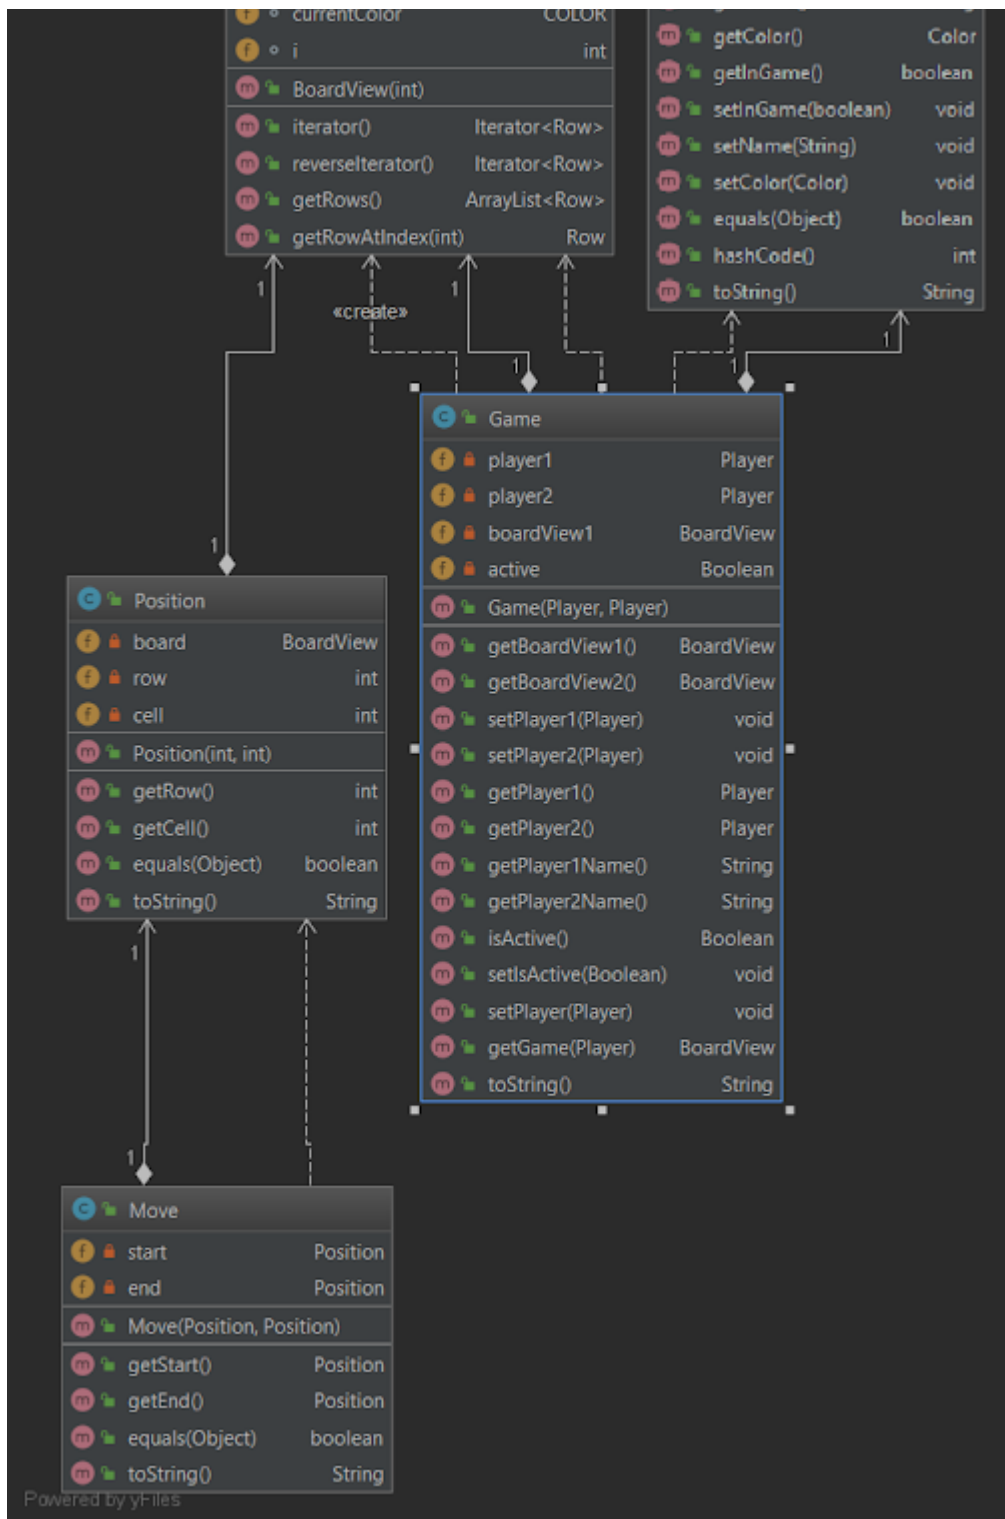 currentColor COLOR
i int
BoardView(int)
iterator() Iterator<Row>
reverseIterator() Iterator<Row>
getRows() ArrayList<Row>
getRowAtIndex(int) Row
getColor() Color
getInGame() boolean
setInGame(boolean) void
setName(String) void
setColor(Color) void
equals(Object) boolean
hashCode() int
toString() String
1
«create»
1
1
1
1
1
Game
player1 Player
player2 Player
boardView1 BoardView
active Boolean
Game(Player, Player)
getBoardView1() BoardView
getBoardView2() BoardView
setPlayer1(Player) void
setPlayer2(Player) void
getPlayer1() Player
getPlayer2() Player
getPlayer1Name() String
getPlayer2Name() String
isActive() Boolean
setIsActive(Boolean) void
setPlayer(Player) void
getGame(Player) BoardView
toString() String
1
Position
board BoardView
row int
cell int
Position(int, int)
getRow() int
getCell() int
equals(Object) boolean
toString() String
1
1
Move
start Position
end Position
Move(Position, Position)
getStart() Position
getEnd() Position
equals(Object) boolean
toString() String
Powered by yFiles